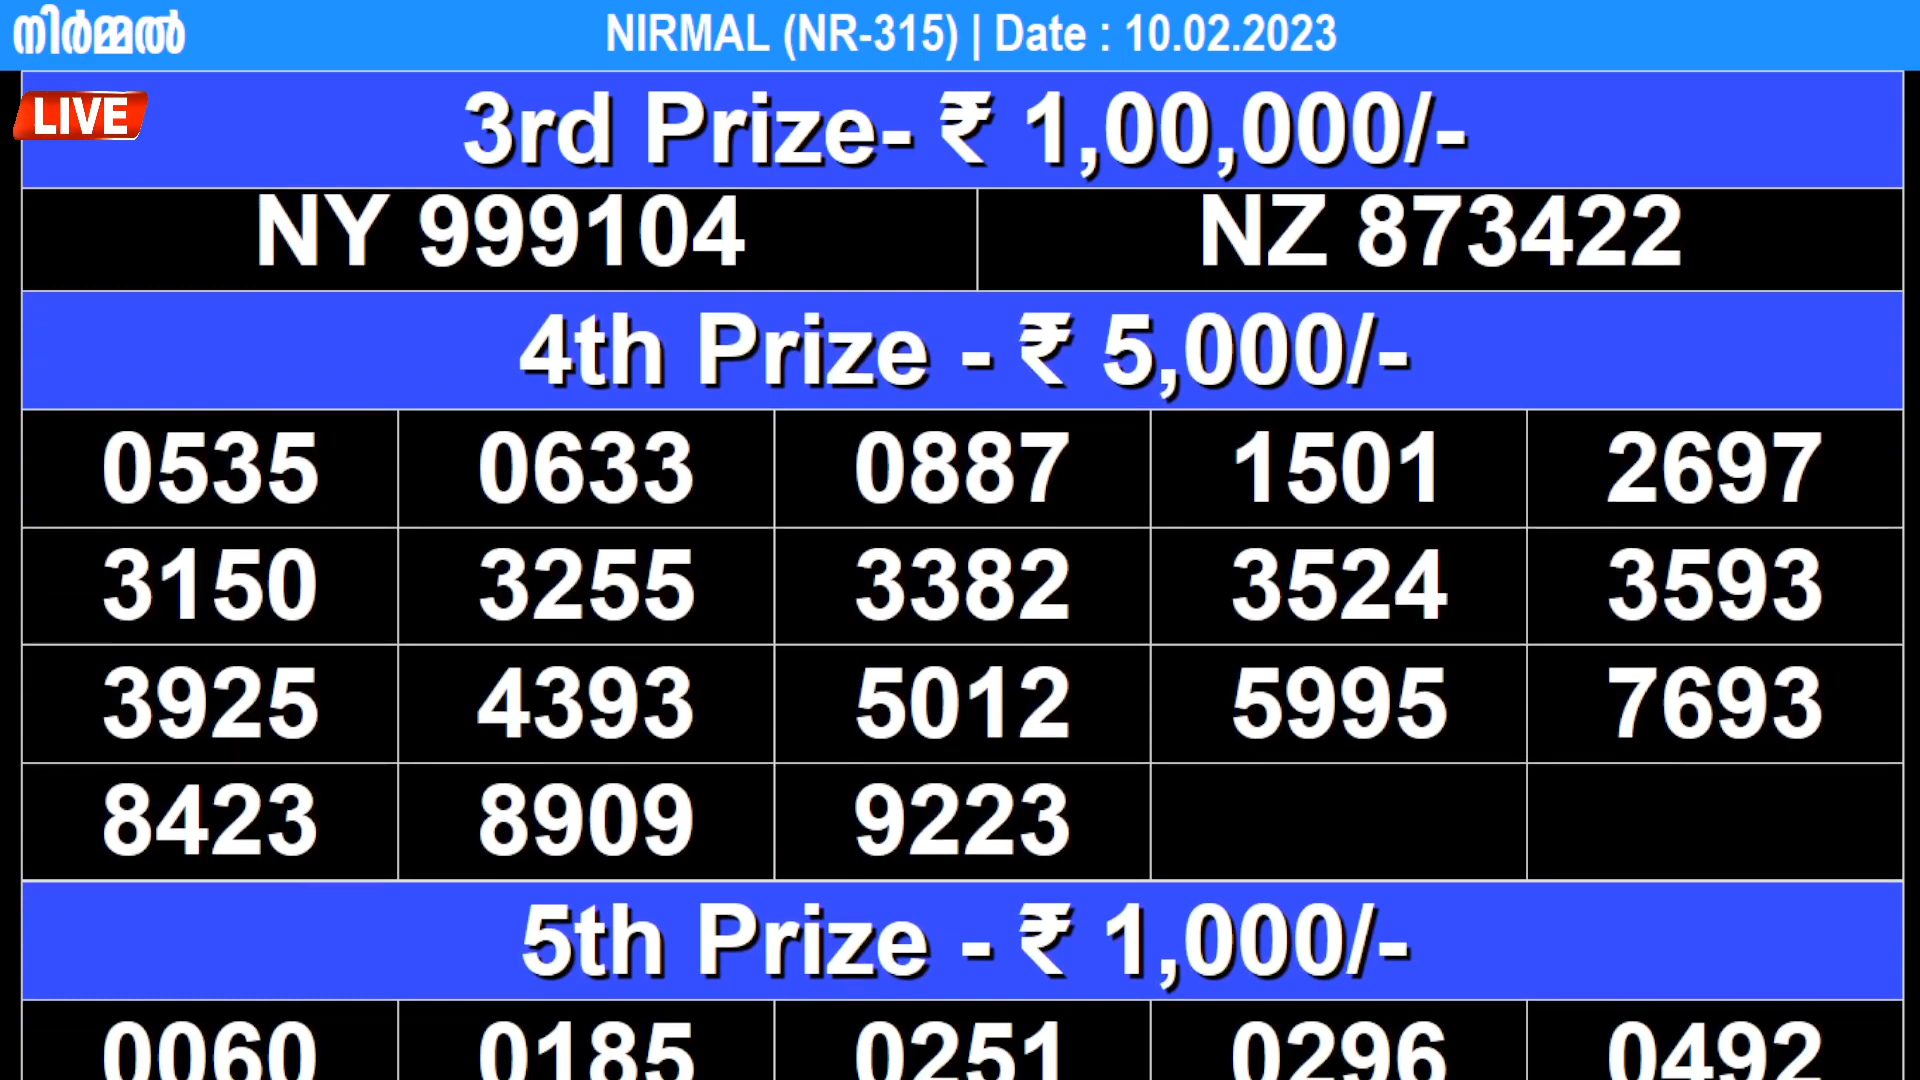 നിർമ്മൽ NIRMAL (NR-315) | Date : 10.02.2023
LIVE
3rd Prize- ₹ 1,00,000/-
NY 999104 NZ 873422
4th Prize - ₹ 5,000/-
0535 0633 0887 1501 2697
3150 3255 3382 3524 3593
3925 4393 5012 5995 7693
8423 8909 9223
5th Prize - ₹ 1,000/-
0060 0185 0251 0296 0492